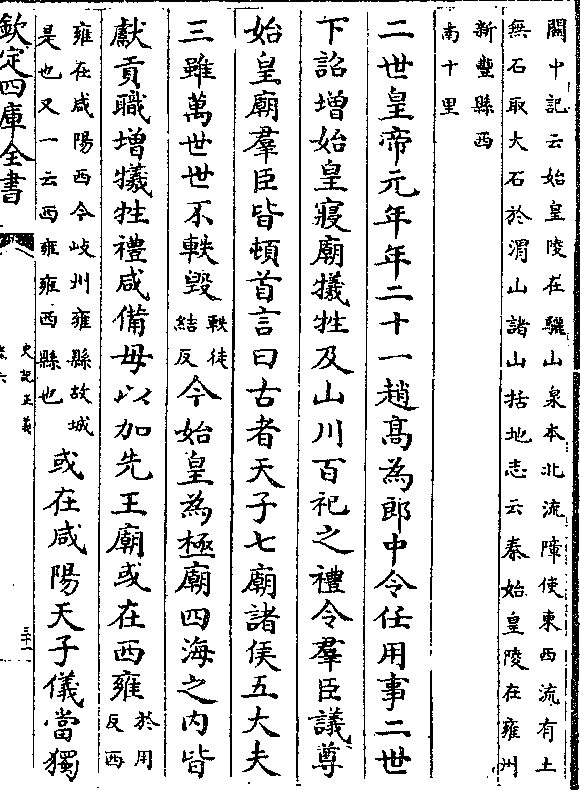 關中記云始皇陵在驪山泉本北流障使東西流有土
無石取大石於渭山諸山括地志云秦始皇陵在雍州
新豐縣西
南十里
二世皇帝元年年二十一趙髙為郎中令任用事二世
下詔增始皇寢廟犧牲及山川百祀之禮令羣臣議尊
始皇廟羣臣皆頓首言曰古者天子七廟諸侯五大夫
三雖萬世世不軼毀軼徒結反今始皇為極廟四海之内皆
獻貢職增犧牲禮咸備毋以加先王廟或在西雍於用反西
雍在咸陽西今岐州雍縣故城是也又一云西雍雍西縣也或在咸陽天子儀當獨
欽定四庫全書
史記正義